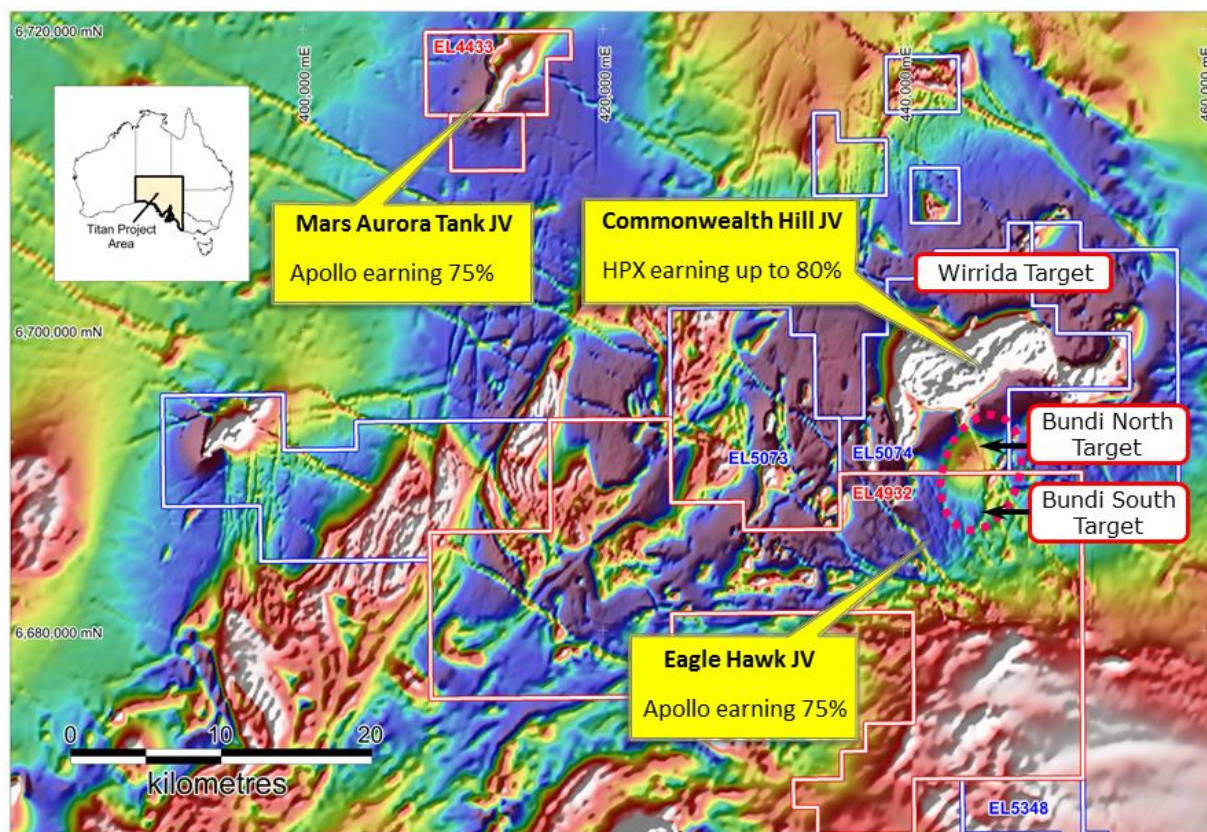 6,720,000 mN
EL4433
400,000 mE
420,000 mE
440,000 mE
460,000 mE
Titan Project
Area
Mars Aurora Tank JV
Apollo earning 75%
Commonwealth Hill JV
HPX earning up to 80%
Wirrida Target
6,700,000 mN
Bundi North
Target
EL5073
EL5074
EL4932
Bundi South
Target
6,680,000 mN
Eagle Hawk JV
Apollo earning 75%
0
10
20
kilometres
EL5348